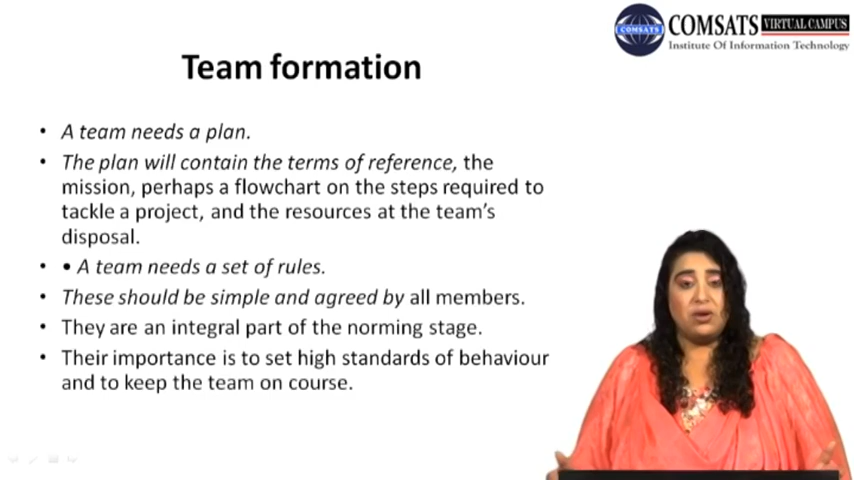 COMSATS
COMSATS VIRTUAL CAMPUS
Institute Of Information Technology
Team formation
• A team needs a plan.
• The plan will contain the terms of reference, the
mission, perhaps a flowchart on the steps required to
tackle a project, and the resources at the team's
disposal.
• • A team needs a set of rules.
• These should be simple and agreed by all members.
• They are an integral part of the norming stage.
• Their importance is to set high standards of behaviour
and to keep the team on course.